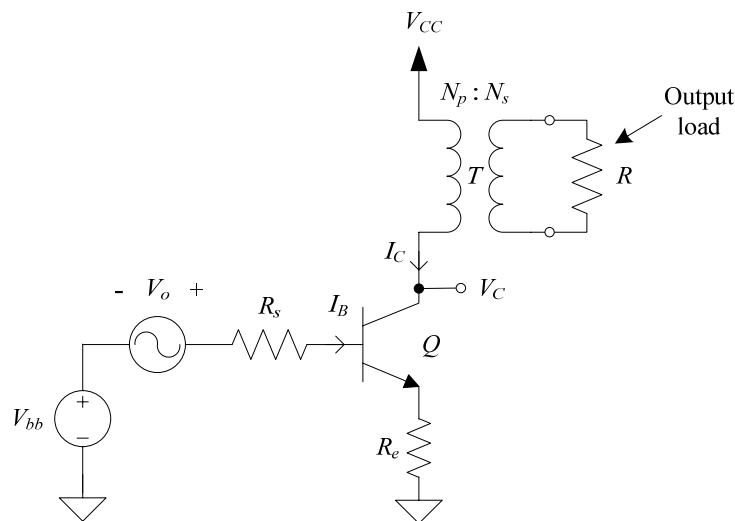 V_CC
N_p : N_s
Output
load
T
R
I_C
V_C
- V_o +
R_s
I_B
Q
V_bb
+
−
R_e